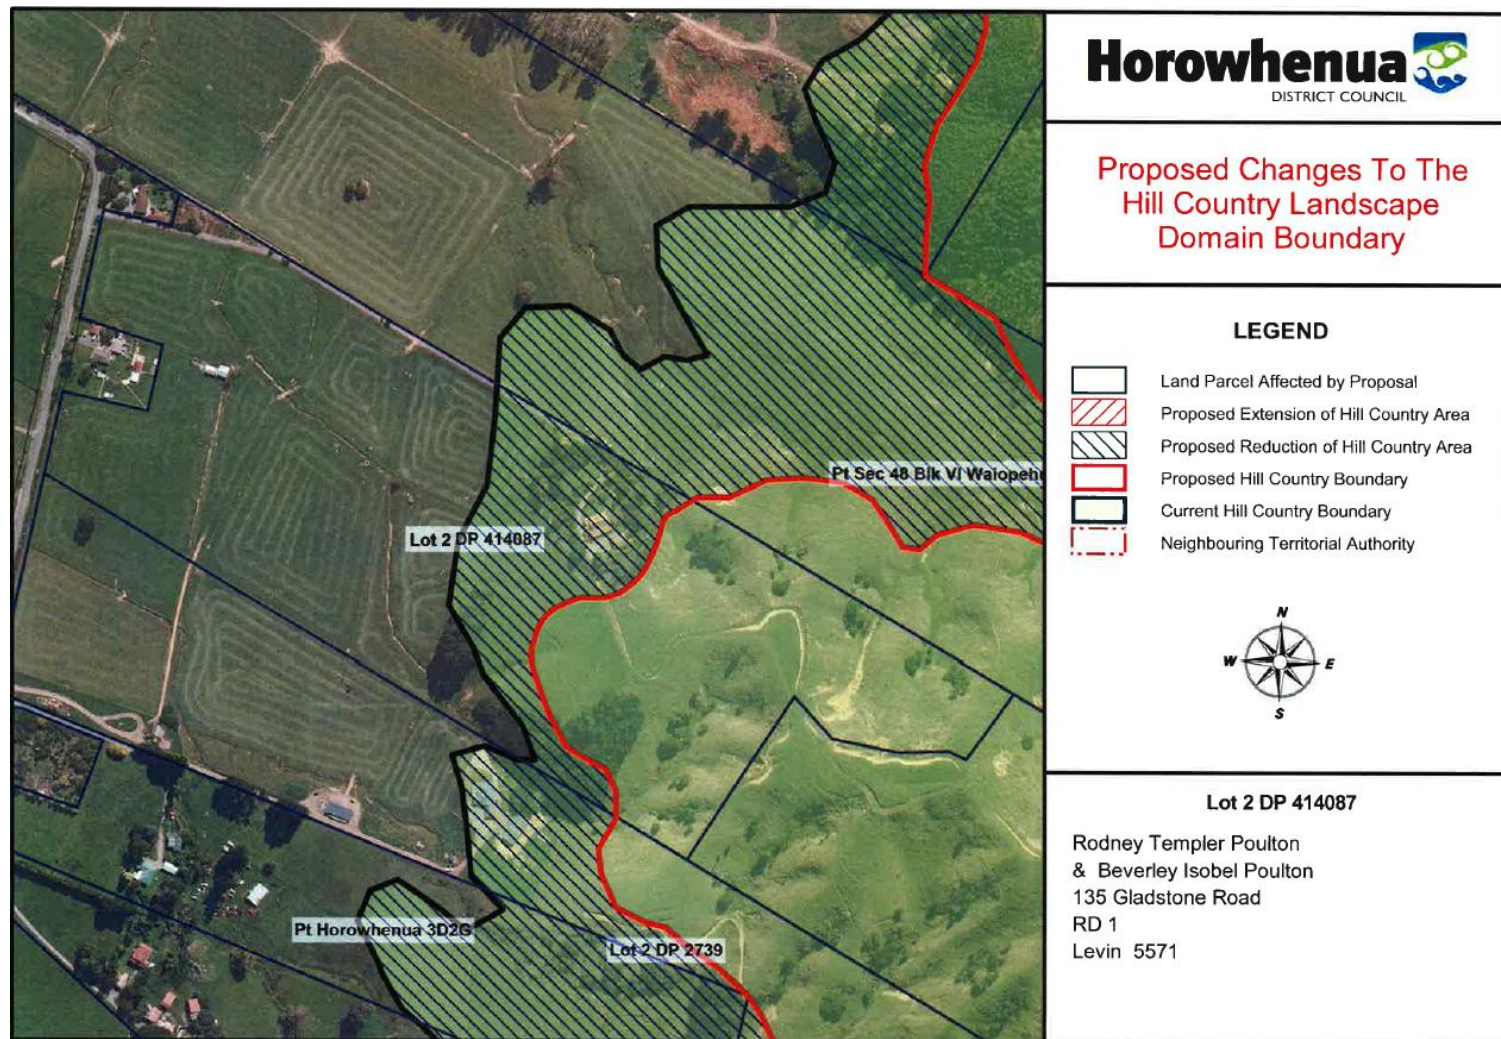 Pt Sec 48 Blk VI Waiopeh
Lot 2 DP 414087
Pt Horowhenua 3D2G
Lot 2 DP 2739
Horowhenua
DISTRICT COUNCIL
Proposed Changes To The
Hill Country Landscape
Domain Boundary
LEGEND
Land Parcel Affected by Proposal
Proposed Extension of Hill Country Area
Proposed Reduction of Hill Country Area
Proposed Hill Country Boundary
Current Hill Country Boundary
Neighbouring Territorial Authority
N
W E
S
Lot 2 DP 414087
Rodney Templer Poulton
& Beverley Isobel Poulton
135 Gladstone Road
RD 1
Levin 5571